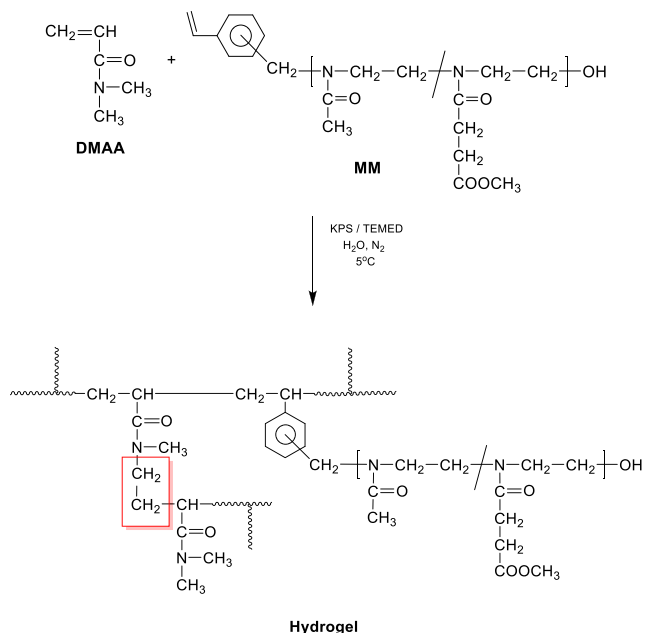 CH2=CH
C=O
N—CH3
CH3
DMAA
+
CH2—[N—CH2—CH2/N—CH2—CH2]—OH
C=O C=O
CH3 CH2
CH2
COOCH3
MM
KPS / TEMED
H2O, N2
5°C
CH2—CH—CH2—CH
C=O
N—CH3
CH2
CH2—CH
C=O
N—CH3
CH3
CH2—[N—CH2—CH2/N—CH2—CH2]—OH
C=O C=O
CH3 CH2
CH2
COOCH3
Hydrogel